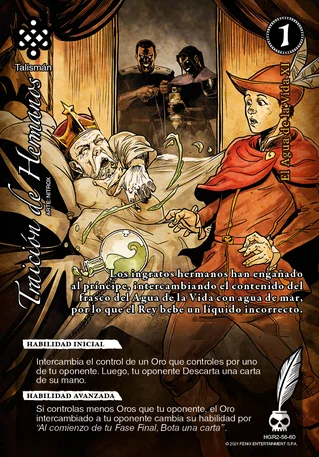 1
Talismán
Traición de Hermanos
ARTE: NITROX
El Agua de la Vida XI
Los ingratos hermanos han engañado
al príncipe, intercambiando el contenido del
frasco del Agua de la Vida con agua de mar,
por lo que el Rey bebe un líquido incorrecto.
HABILIDAD INICIAL
Intercambia el control de un Oro que controles por uno
de tu oponente. Luego, tu oponente Descarta una carta
de su mano.
HABILIDAD AVANZADA
Si controlas menos Oros que tu oponente, el Oro
intercambiado a tu oponente cambia su habilidad por
"Al comienzo de tu Fase Final, Bota una carta".
HGR2-56-60
© 2021 FENIX ENTERTAINMENT S.P.A.